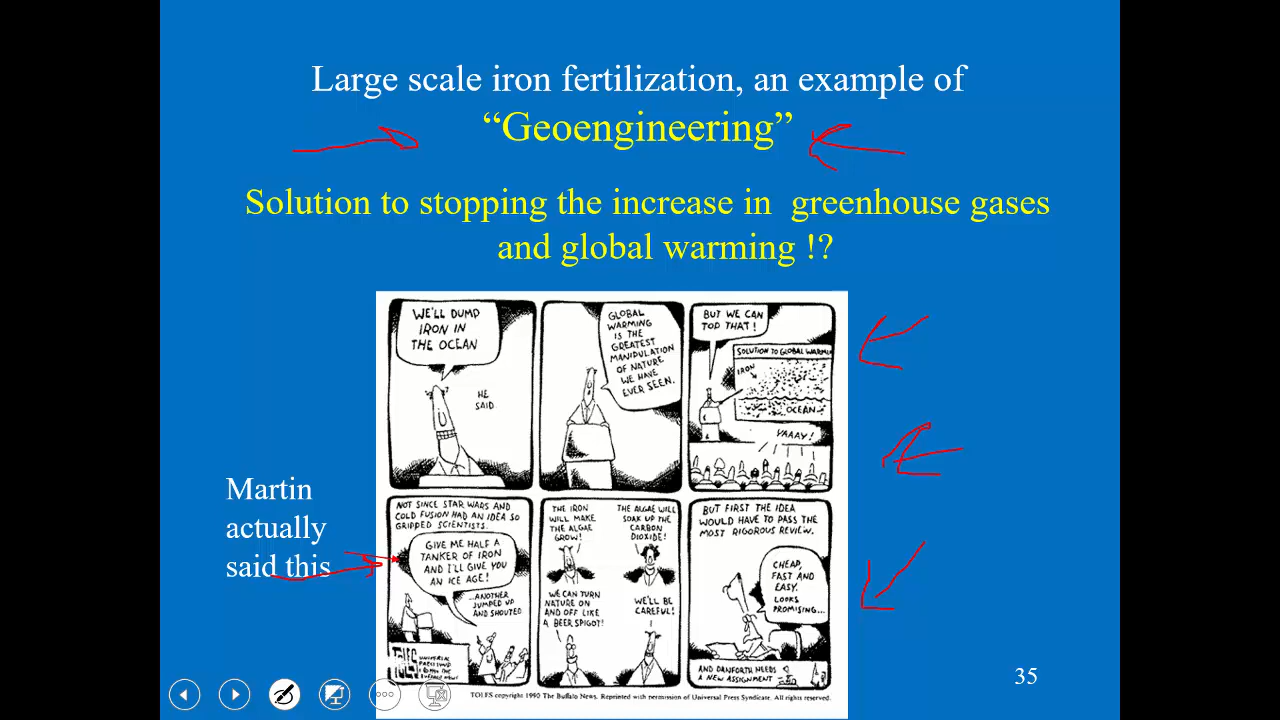 Large scale iron fertilization, an example of
“Geoengineering”
Solution to stopping the increase in greenhouse gases
and global warming !?
WE'LL DUMP
IRON IN
THE OCEAN
HE
SAID.
GLOBAL
WARMING
IS THE
GREATEST
MANIPULATION
OF NATURE
WE HAVE
EVER SEEN.
BUT WE CAN
TOP THAT!
SOLUTION TO GLOBAL WARMING
IRON
OCEAN
YAAAY!
Martin
actually
said this
NOT SINCE STAR WARS AND
COLD FUSION HAD AN IDEA SO
GRIPPED SCIENTISTS.
GIVE ME HALF A
TANKER OF IRON
AND I'LL GIVE YOU
AN ICE AGE!
...ANOTHER
JUMPED UP
AND SHOUTED
TOLES
UNIVERSAL
PRESS SYND
THE IRON
WILL MAKE
THE ALGAE
GROW!
THE ALGAE WILL
SOAK UP THE
CARBON
DIOXIDE!
WE CAN TURN
NATURE ON
AND OFF LIKE
A BEER SPIGOT!
WE'LL BE
CAREFUL!
BUT FIRST THE IDEA
WOULD HAVE TO PASS THE
MOST RIGOROUS REVIEW.
CHEAP,
FAST AND
EASY.
LOOKS
PROMISING...
AND DANFORTH NEEDS
A NEW ASSIGNMENT
TOLES copyright 1990 The Buffalo News. Reprinted with permission of Universal Press Syndicate. All rights reserved.
35